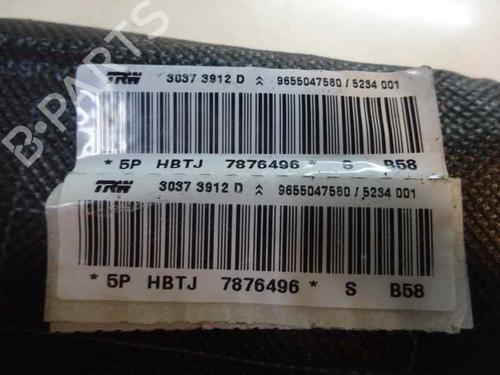 TRW 3037 3912 D 9655047580 / 5234 001
* 5P HBTJ 7876496 * S B58
TRW 3037 3912 D 9655047580 / 5234 001
* 5P HBTJ 7876496 * S B58
B-PARTS